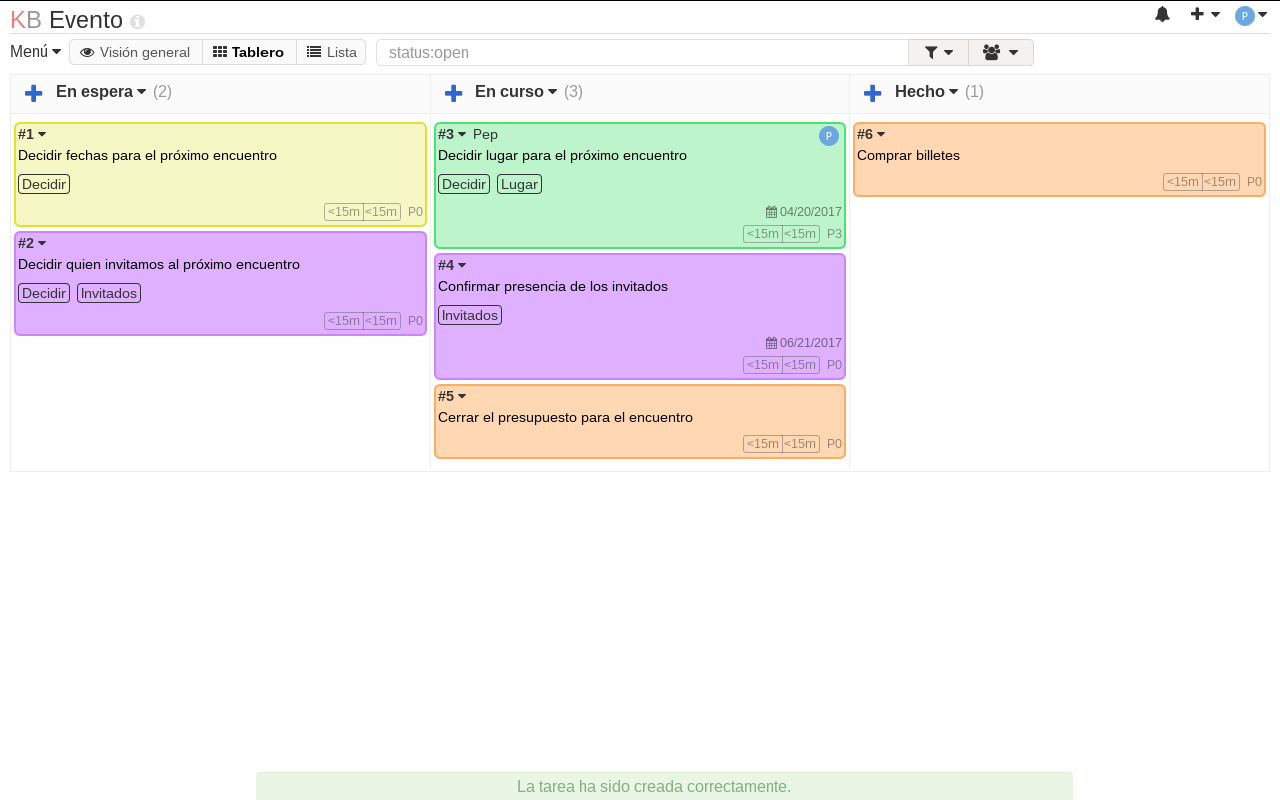 KB Evento
P
Menú Visión general Tablero Lista status:open
En espera (2)
#1
Decidir fechas para el próximo encuentro
Decidir
<15m <15m P0
#2
Decidir quien invitamos al próximo encuentro
Decidir Invitados
<15m <15m P0
En curso (3)
#3 Pep P
Decidir lugar para el próximo encuentro
Decidir Lugar
04/20/2017
<15m <15m P3
#4
Confirmar presencia de los invitados
Invitados
06/21/2017
<15m <15m P0
#5
Cerrar el presupuesto para el encuentro
<15m <15m P0
Hecho (1)
#6
Comprar billetes
<15m <15m P0
La tarea ha sido creada correctamente.